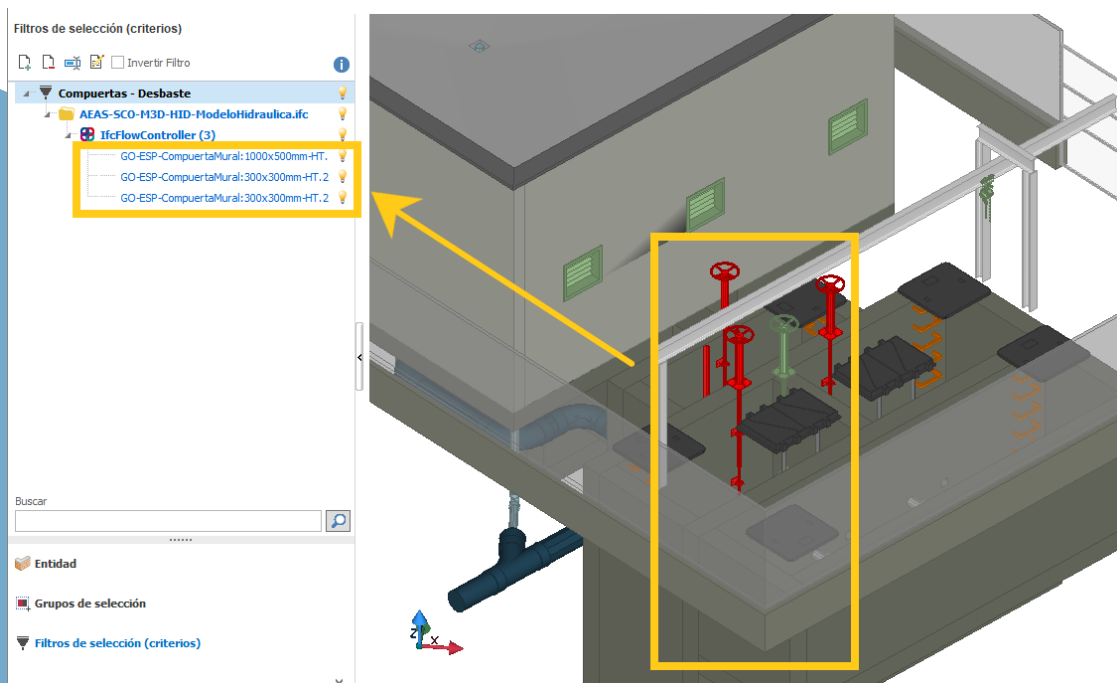 Filtros de selección (criterios)
Invertir Filtro
Compuertas - Desbaste
AEAS-SCO-M3D-HID-ModeloHidraulica.ifc
IfcFlowController (3)
GO-ESP-CompuertaMural:1000x500mm-HT.
GO-ESP-CompuertaMural:300x300mm-HT.2
GO-ESP-CompuertaMural:300x300mm-HT.2
Buscar
Entidad
Grupos de selección
Filtros de selección (criterios)
Z
X